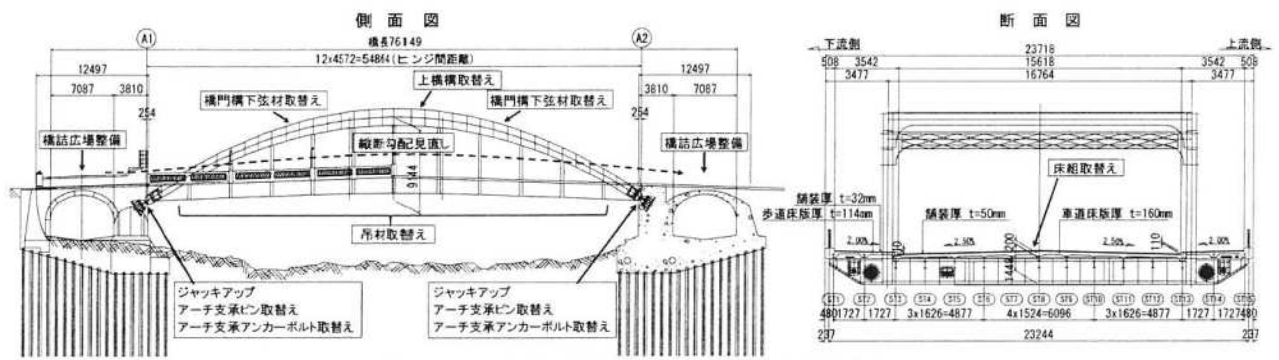 側面図
A1
A2
橋長76149
12x4572=54864(ヒンジ間距離)
12497
12497
7087
3810
3810
7087
254
254
上横構取替え
橋門構下弦材取替え
橋門構下弦材取替え
橋詰広場整備
橋詰広場整備
縦断勾配見直し
9144
吊材取替え
ジャッキアップ
アーチ支承ピン取替え
アーチ支承アンカーボルト取替え
ジャッキアップ
アーチ支承ピン取替え
アーチ支承アンカーボルト取替え
断面図
下流側
上流側
23718
508
3542
15618
3542
508
3477
16764
3477
床組取替え
舗装厚 t=32mm
歩道床版厚 t=114mm
舗装厚 t=50mm
車道床版厚 t=160mm
2.00%
2.50%
2.50%
110
2.00%
ST1 ST2 ST3 ST4 ST5 ST6 ST7 ST8 ST9 ST10 ST11 ST12 ST13 ST14 ST15
480 1727 1727 3x1626=4877 4x1524=6096 3x1626=4877 1727 1727 480
237
23244
237